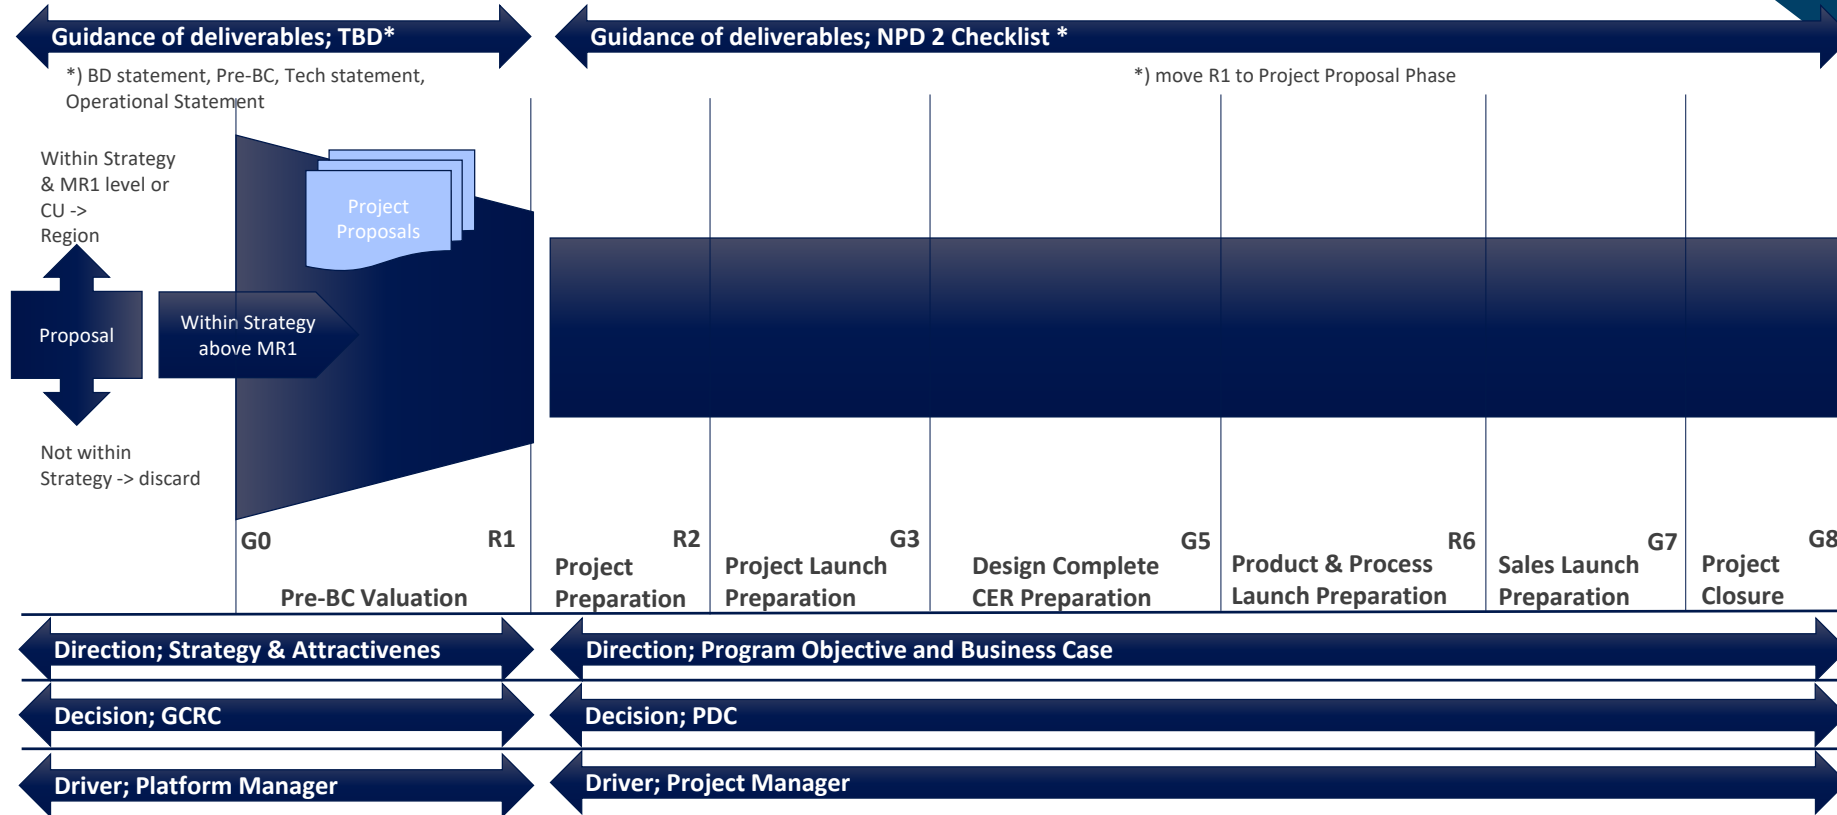 Guidance of deliverables; TBD*
Guidance of deliverables; NPD 2 Checklist *
*) BD statement, Pre-BC, Tech statement,
Operational Statement
*) move R1 to Project Proposal Phase
Within Strategy
& MR1 level or
CU ->
Region
Project
Proposals
Proposal
Within Strategy
above MR1
Not within
Strategy -> discard
G0
R1
Pre-BC Valuation
R2
Project
Preparation
G3
Project Launch
Preparation
G5
Design Complete
CER Preparation
R6
Product & Process
Launch Preparation
G7
Sales Launch
Preparation
G8
Project
Closure
Direction; Strategy & Attractivenes
Direction; Program Objective and Business Case
Decision; GCRC
Decision; PDC
Driver; Platform Manager
Driver; Project Manager